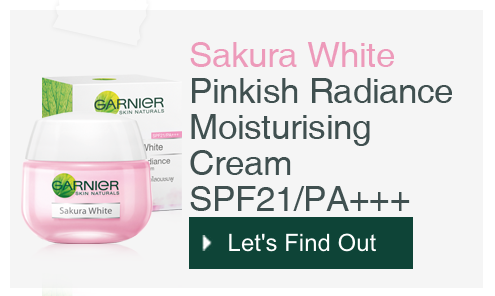 Sakura White
Pinkish Radiance
Moisturising
Cream
SPF21/PA+++
Let's Find Out
GARNIER
SKIN NATURALS
White
GARNIER
SKIN NATURALS
Sakura White